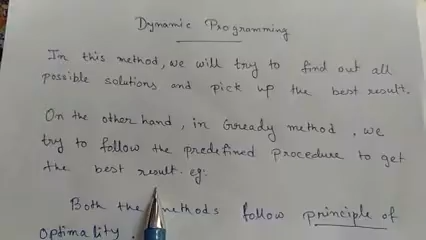 Dynamic Programming
In this method, we will try to find out all
possible solutions and pick up the best result.
On the other hand, in Gready method, we
try to follow the predefined procedure to get
the best result. eg:
Both the methods follow principle of
optimality.